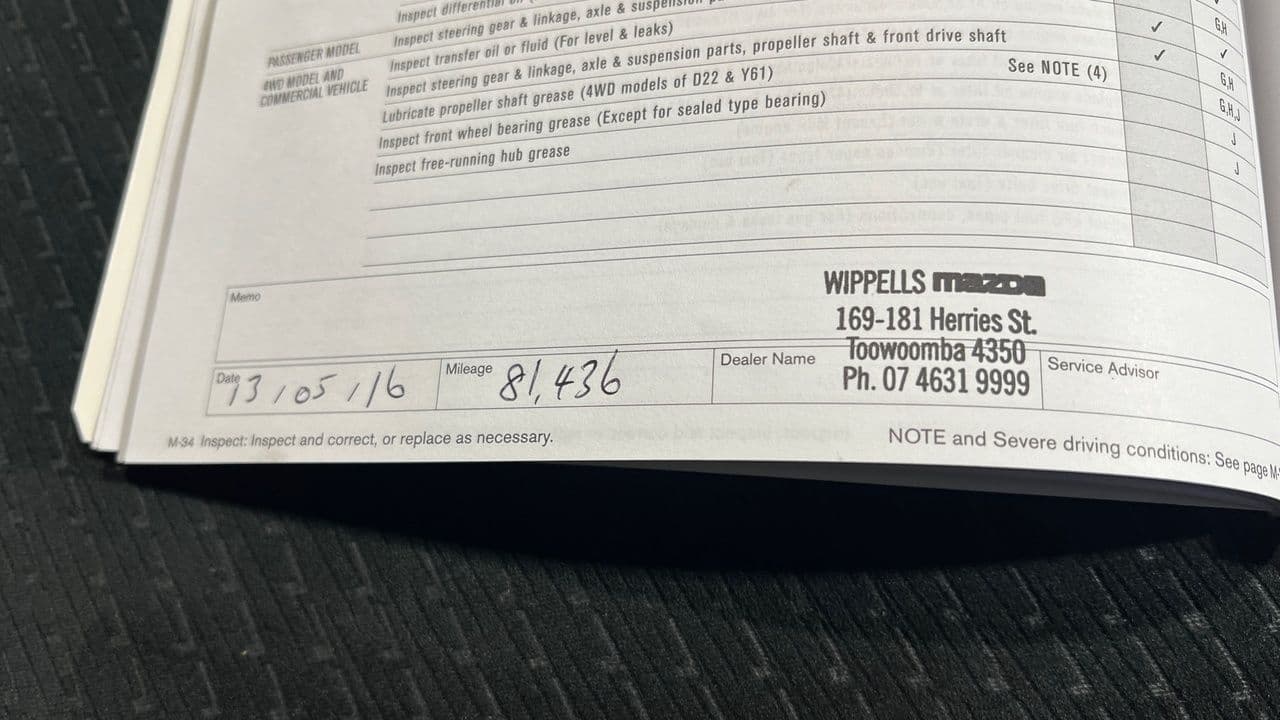 Inspect differential
Inspect steering gear & linkage, axle & suspension
PASSENGER MODEL
Inspect transfer oil or fluid (For level & leaks)
4WD MODEL AND
COMMERCIAL VEHICLE
Inspect steering gear & linkage, axle & suspension parts, propeller shaft & front drive shaft
Lubricate propeller shaft grease (4WD models of D22 & Y61)
See NOTE (4)
Inspect front wheel bearing grease (Except for sealed type bearing)
Inspect free-running hub grease
✓ G,H
✓ ✓
G,H
G,H,J
J
J
Memo
WIPPELLS mazda
169-181 Herries St.
Toowoomba 4350
Ph. 07 4631 9999
Date 13/05/16
Mileage 81,436
Dealer Name
Service Advisor
M-34 Inspect: Inspect and correct, or replace as necessary.
NOTE and Severe driving conditions: See page